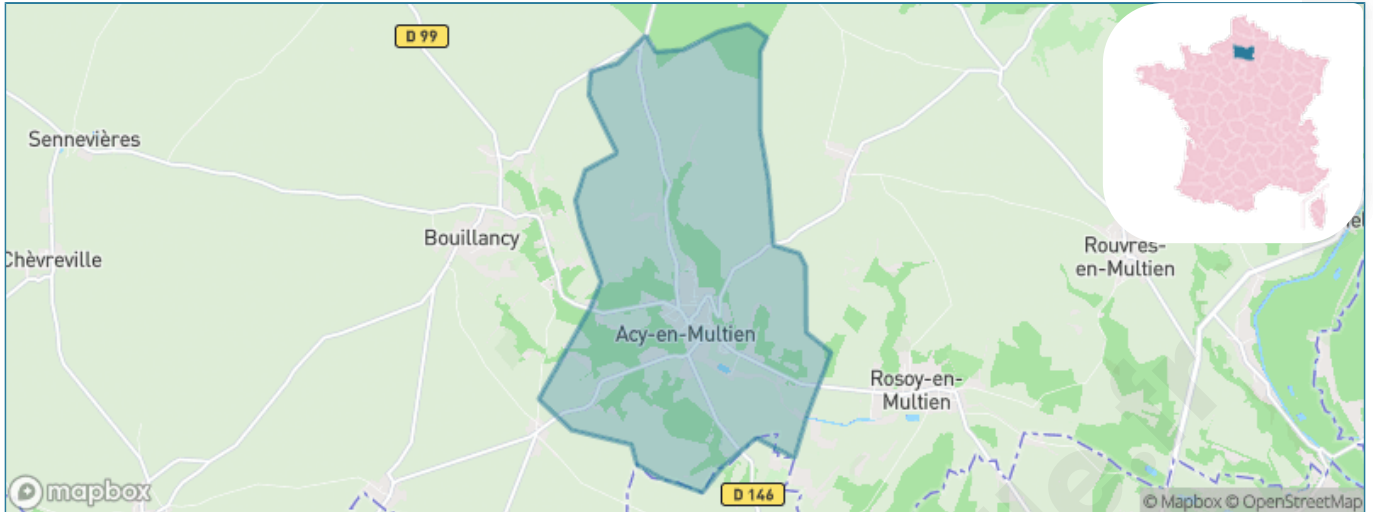 D 99
Sennevières
Bouillancy
Chèvreville
Rouvres-
en-Multien
Acy-en-Multien
Rosoy-en-
Multien
D 146
mapbox
© Mapbox © OpenStreetMap